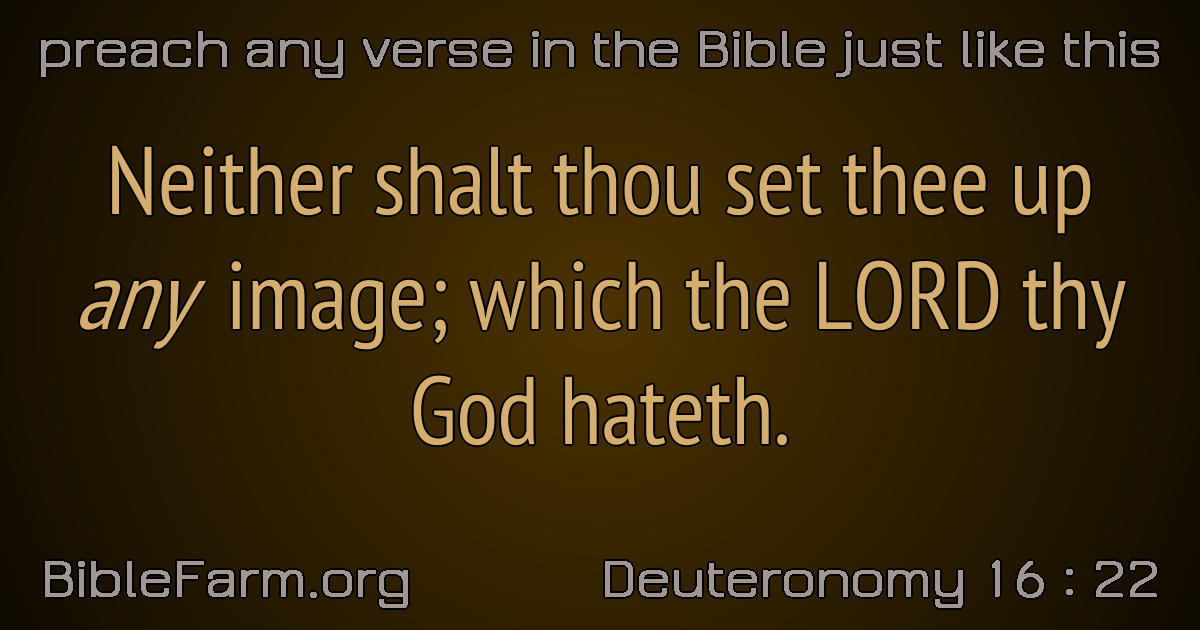 preach any verse in the Bible just like this
Neither shalt thou set thee up
any image; which the LORD thy
God hateth.
BibleFarm.org
Deuteronomy 16 : 22